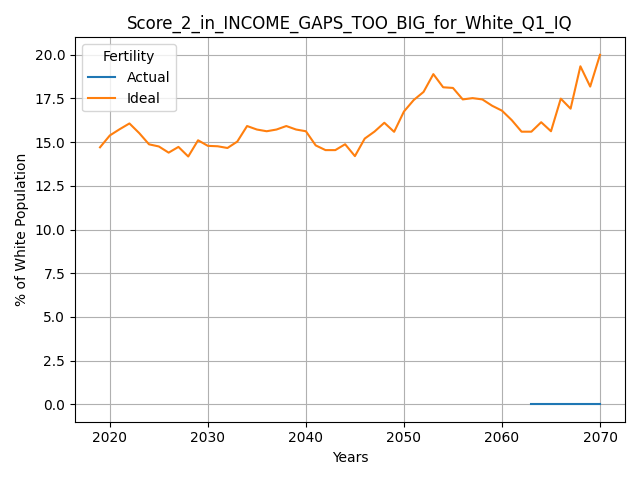 Score_2_in_INCOME_GAPS_TOO_BIG_for_White_Q1_IQ
Fertility
Actual
Ideal
% of White Population
20.0
17.5
15.0
12.5
10.0
7.5
5.0
2.5
0.0
2020 2030 2040 2050 2060 2070
Years